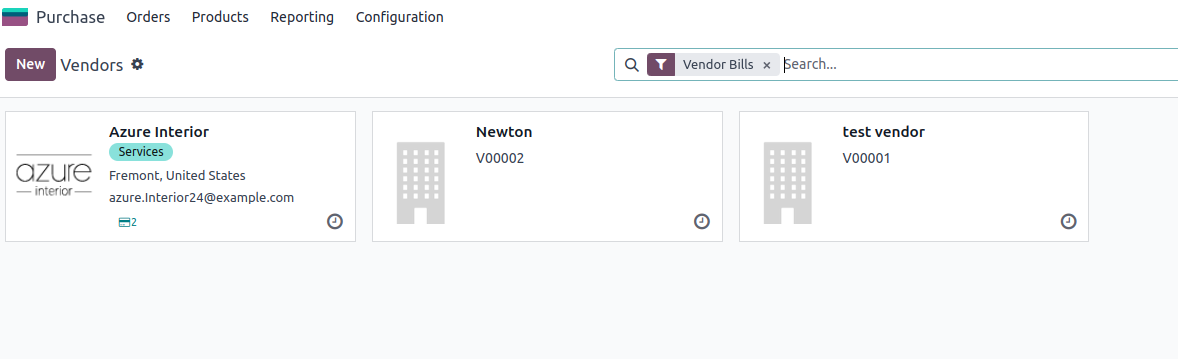 Purchase Orders Products Reporting Configuration
New Vendors Vendor Bills × Search...
Azure Interior
Services
Fremont, United States
azure.Interior24@example.com
2
azure
interior
Newton
V00002
test vendor
V00001